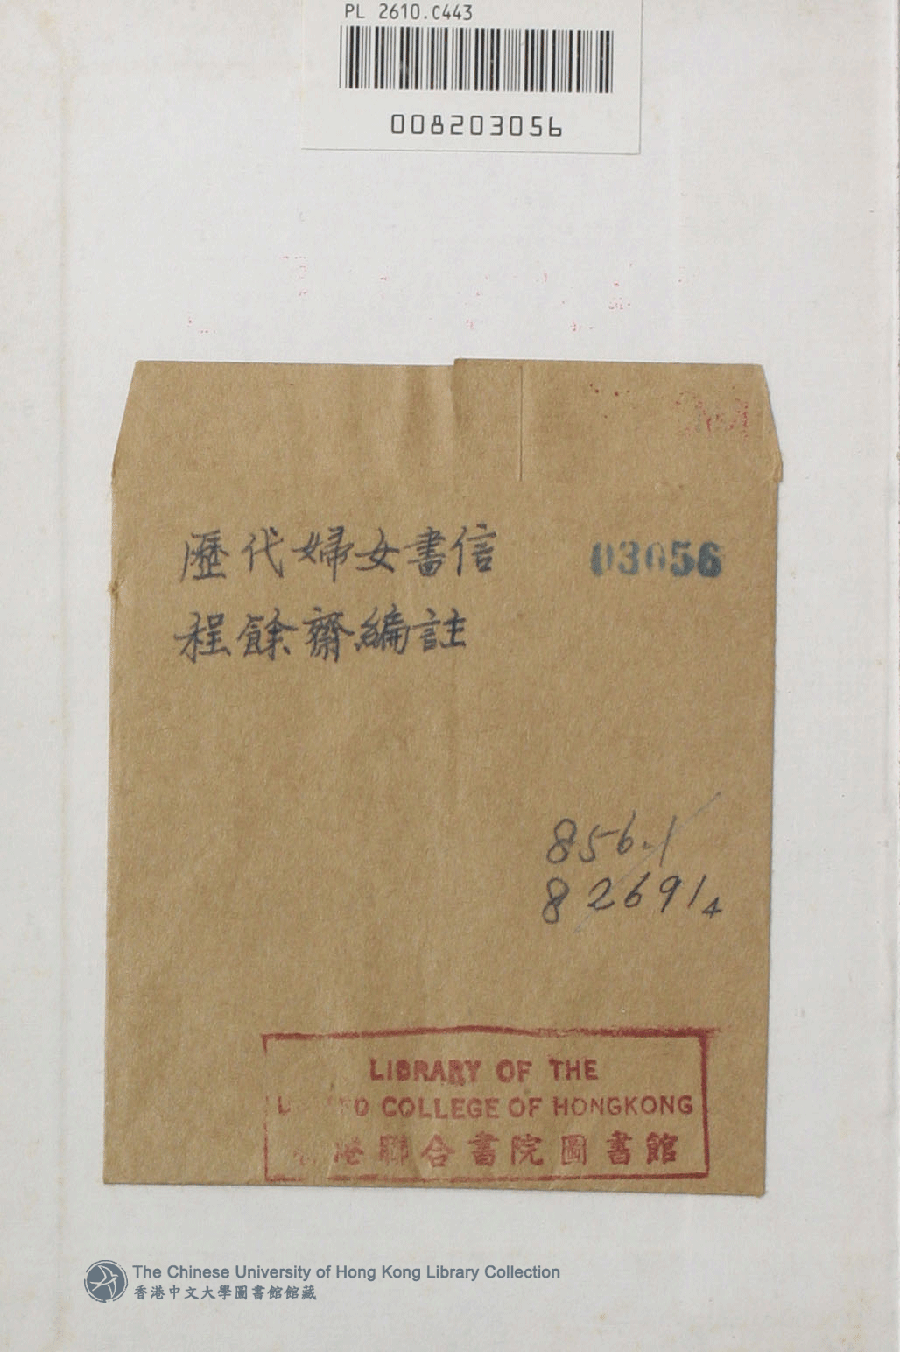 PL 2610.C443
008203056
歷代婦女書信
03056
程餘齋編註
856.1
82691₄
LIBRARY OF THE
COLLEGE OF HONGKONG
港聯合書院圖書館
The Chinese University of Hong Kong Library Collection
香港中文大學圖書館館藏